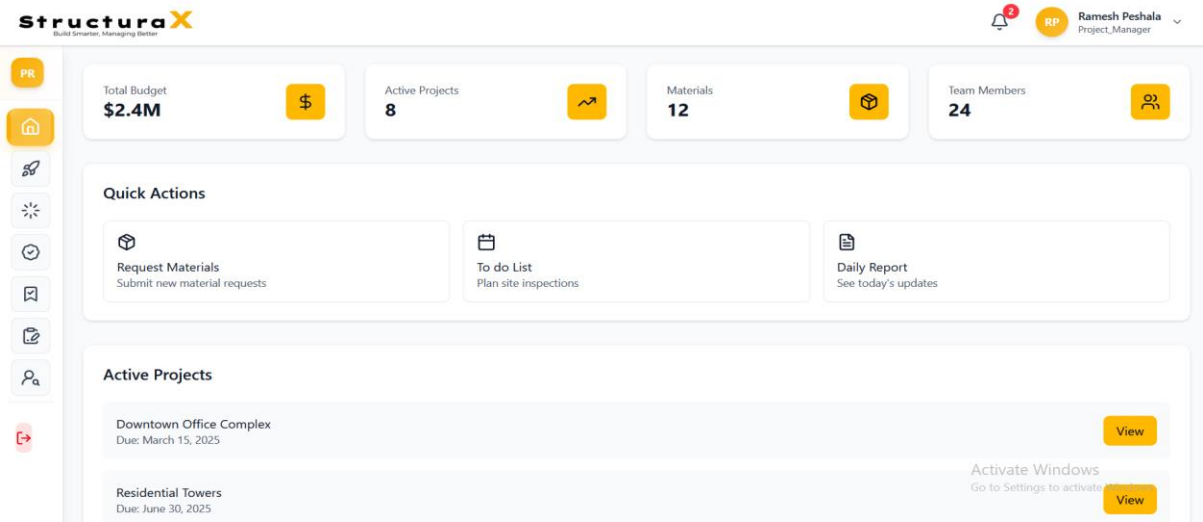 StructuraX
Build Smarter, Managing Better
2
RP
Ramesh Peshala
Project_Manager
PR
Total Budget
$2.4M
Active Projects
8
Materials
12
Team Members
24
Quick Actions
Request Materials
Submit new material requests
To do List
Plan site inspections
Daily Report
See today's updates
Active Projects
Downtown Office Complex
Due: March 15, 2025
View
Activate Windows
Go to Settings to activate Windows.
Residential Towers
Due: June 30, 2025
View